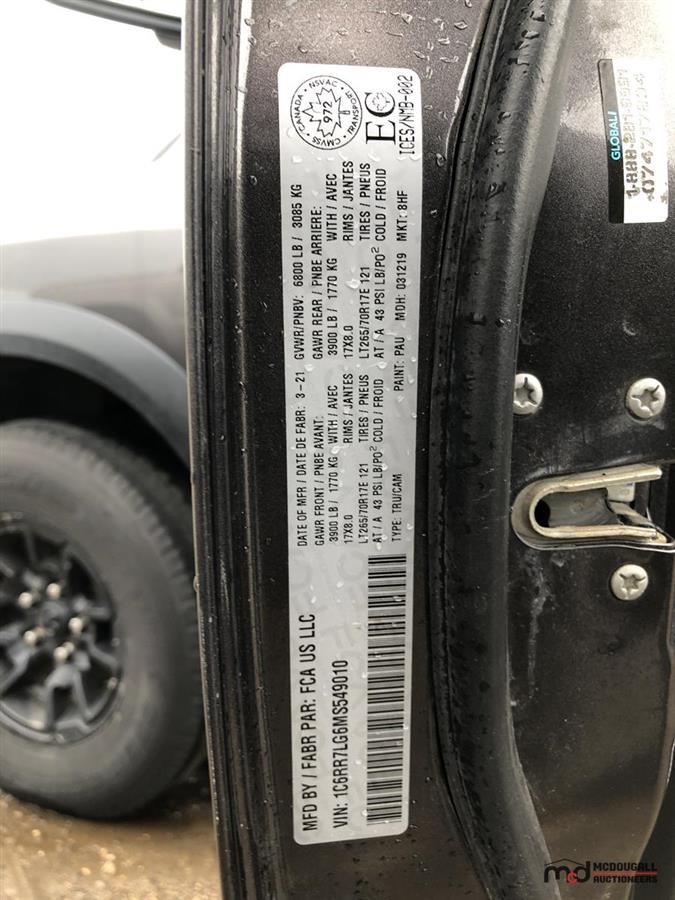 MFD BY / FABR PAR: FCA US LLC
DATE OF MFR / DATE DE FABR: 3-21 GVWR/PNBV: 6800 LB / 3085 KG
GAWR FRONT / PNBE AVANT: GAWR REAR / PNBE ARRIERE:
3900 LB / 1770 KG WITH / AVEC 3900 LB / 1770 KG WITH / AVEC
17X8.0 RIMS / JANTES 17X8.0 RIMS / JANTES
LT265/70R17E 121 TIRES / PNEUS LT265/70R17E 121 TIRES / PNEUS
AT / A 43 PSI LB/PO2 COLD / FROID AT / A 43 PSI LB/PO2 COLD / FROID
VIN: 1C6RR7LG6MS549010
TYPE: TRU/CAM PAINT: PAU MDH: 031219 MKT: 8HF
CANADA NSVAC TRANSPORT CMVSS
972
EC
ICES/NMB-002
GLOBALI
MCDOUGALL
AUCTIONEERS